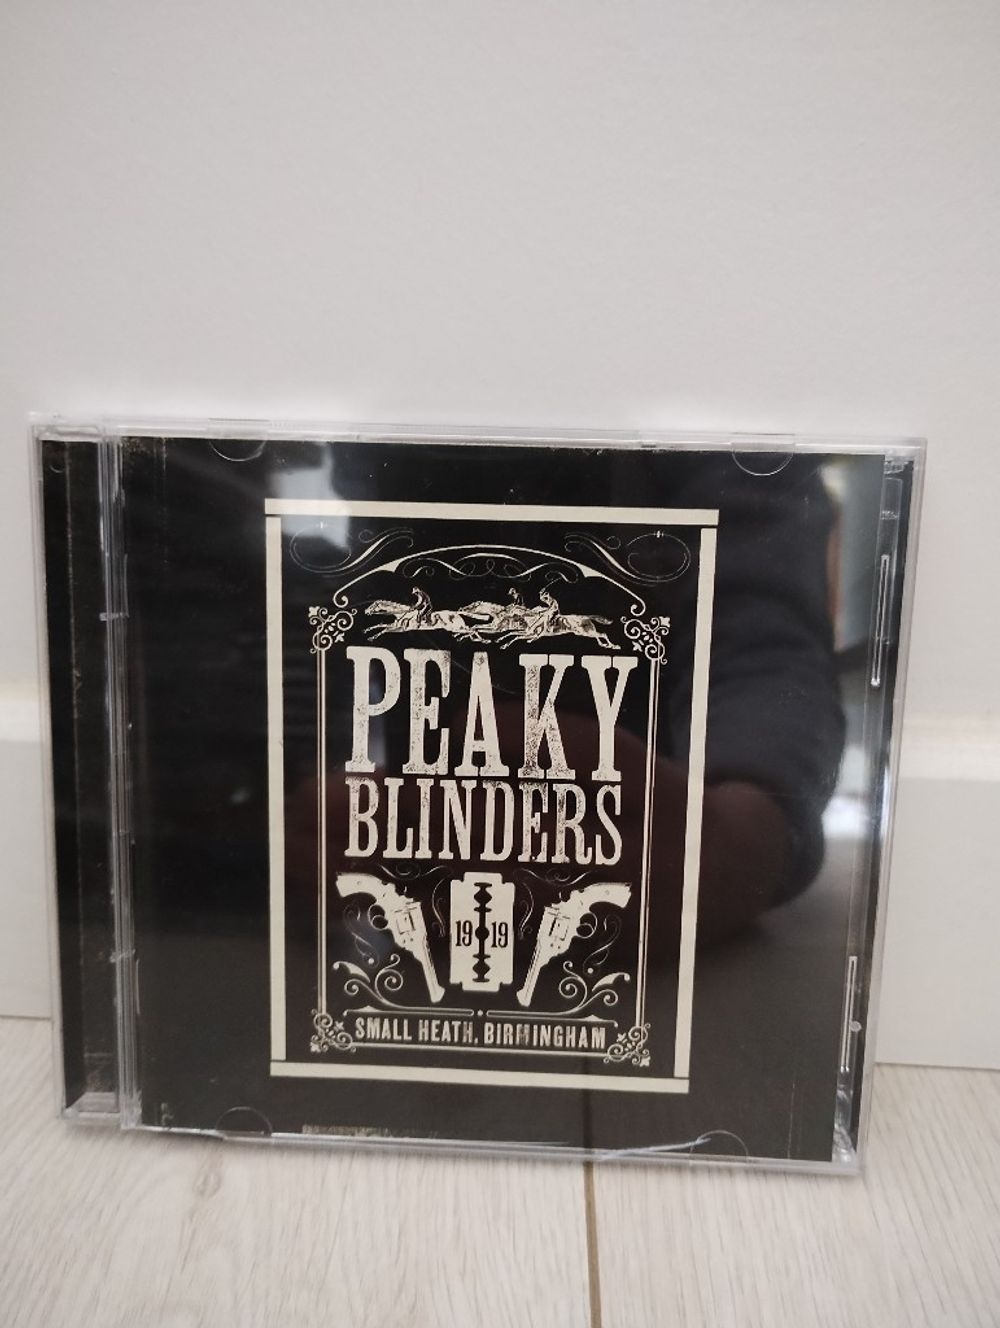 PEAKY
BLINDERS
19 19
SMALL HEATH, BIRMINGHAM